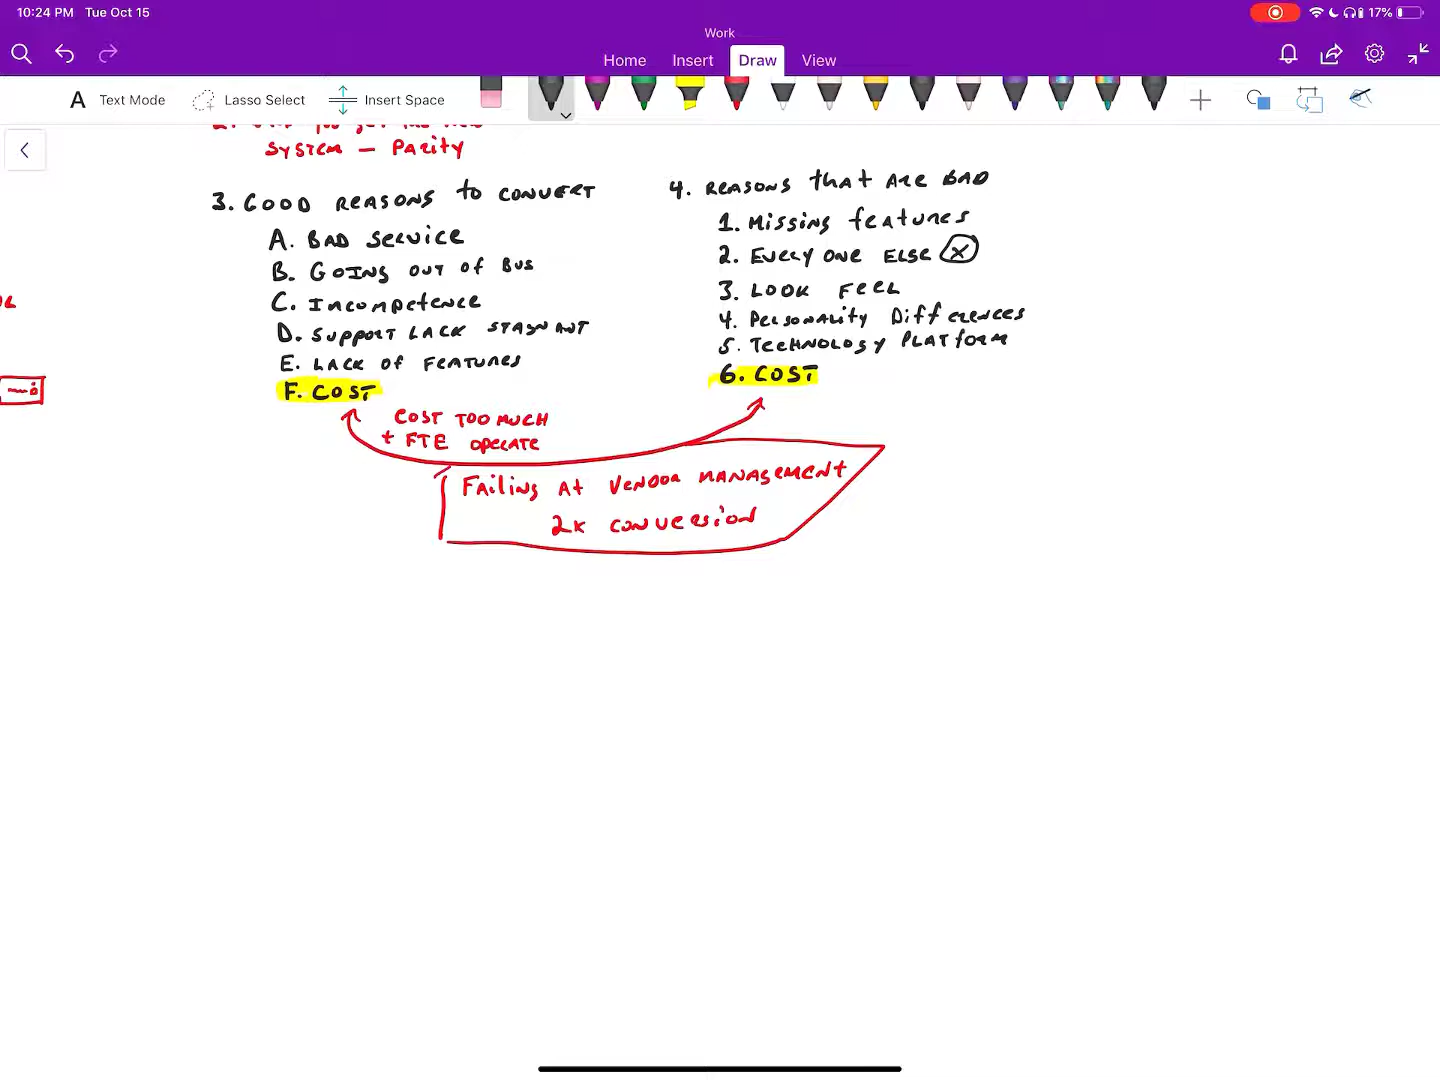 10:24 PM Tue Oct 15
17%
Work
Home Insert Draw View
A Text Mode Lasso Select Insert Space
SYSTEM — PARITY
3. GOOD REASONS to CONVERT
A. BAD SERVICE
B. GOING OUT OF BUS
C. INCOMPETENCE
D. SUPPORT LACK STAGNANT
E. LACK OF FEATURES
F. COST
4. REASONS that ARE BAD
1. MISSING features
2. EVERY ONE ELSE X
3. LOOK FEEL
4. PERSONALITY DIFFERENCES
5. TECHNOLOGY PLATFORM
6. COST
COST TOO MUCH
+ FTE OPERATE
FAILING AT VENDOR MANAGEMENT
2x CONVERSION